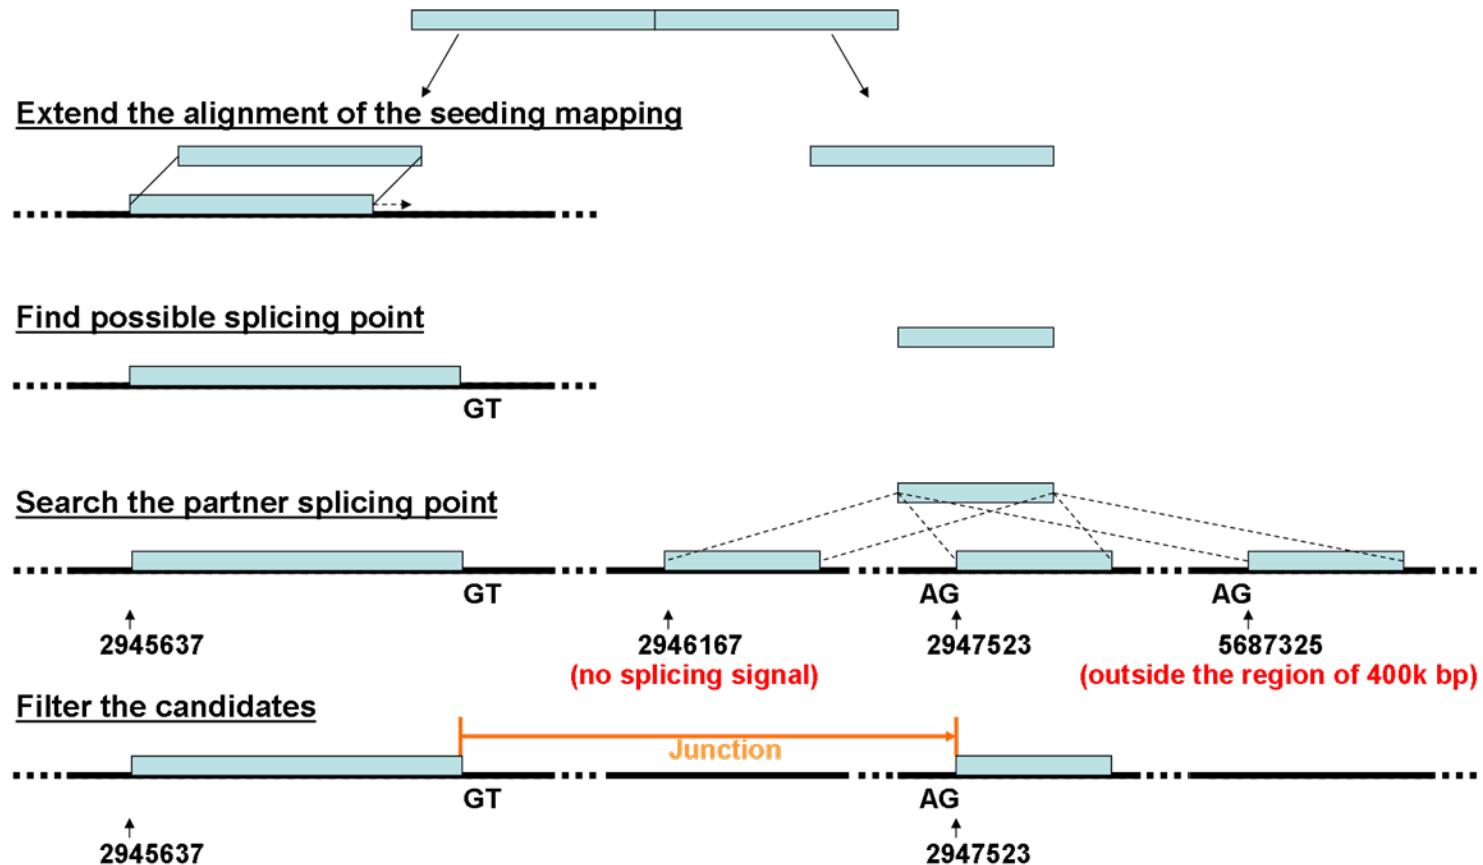 Extend the alignment of the seeding mapping
Find possible splicing point
GT
Search the partner splicing point
GT AG AG
2945637 2946167 2947523 5687325
(no splicing signal) (outside the region of 400k bp)
Filter the candidates
Junction
GT AG
2945637 2947523